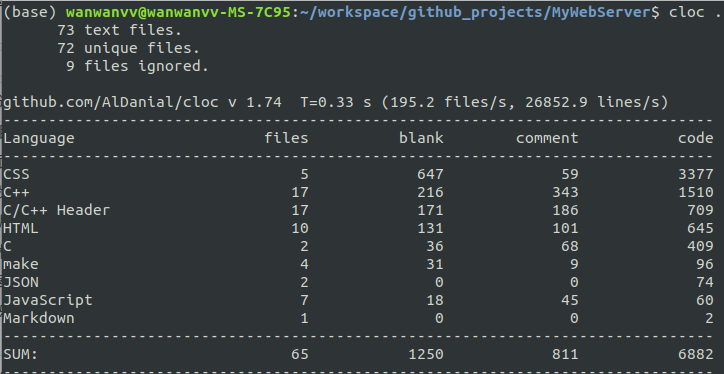 (base) wanwanvv@wanwanvv-MS-7C95:~/workspace/github_projects/MyWebServer$ cloc .
      73 text files.
      72 unique files.
       9 files ignored.

github.com/AlDanial/cloc v 1.74  T=0.33 s (195.2 files/s, 26852.9 lines/s)
-------------------------------------------------------------------------------
Language                     files          blank        comment           code
-------------------------------------------------------------------------------
CSS                              5            647             59           3377
C++                             17            216            343           1510
C/C++ Header                    17            171            186            709
HTML                            10            131            101            645
C                                2             36             68            409
make                             4             31              9             96
JSON                             2              0              0             74
JavaScript                       7             18             45             60
Markdown                         1              0              0              2
-------------------------------------------------------------------------------
SUM:                            65           1250            811           6882
-------------------------------------------------------------------------------